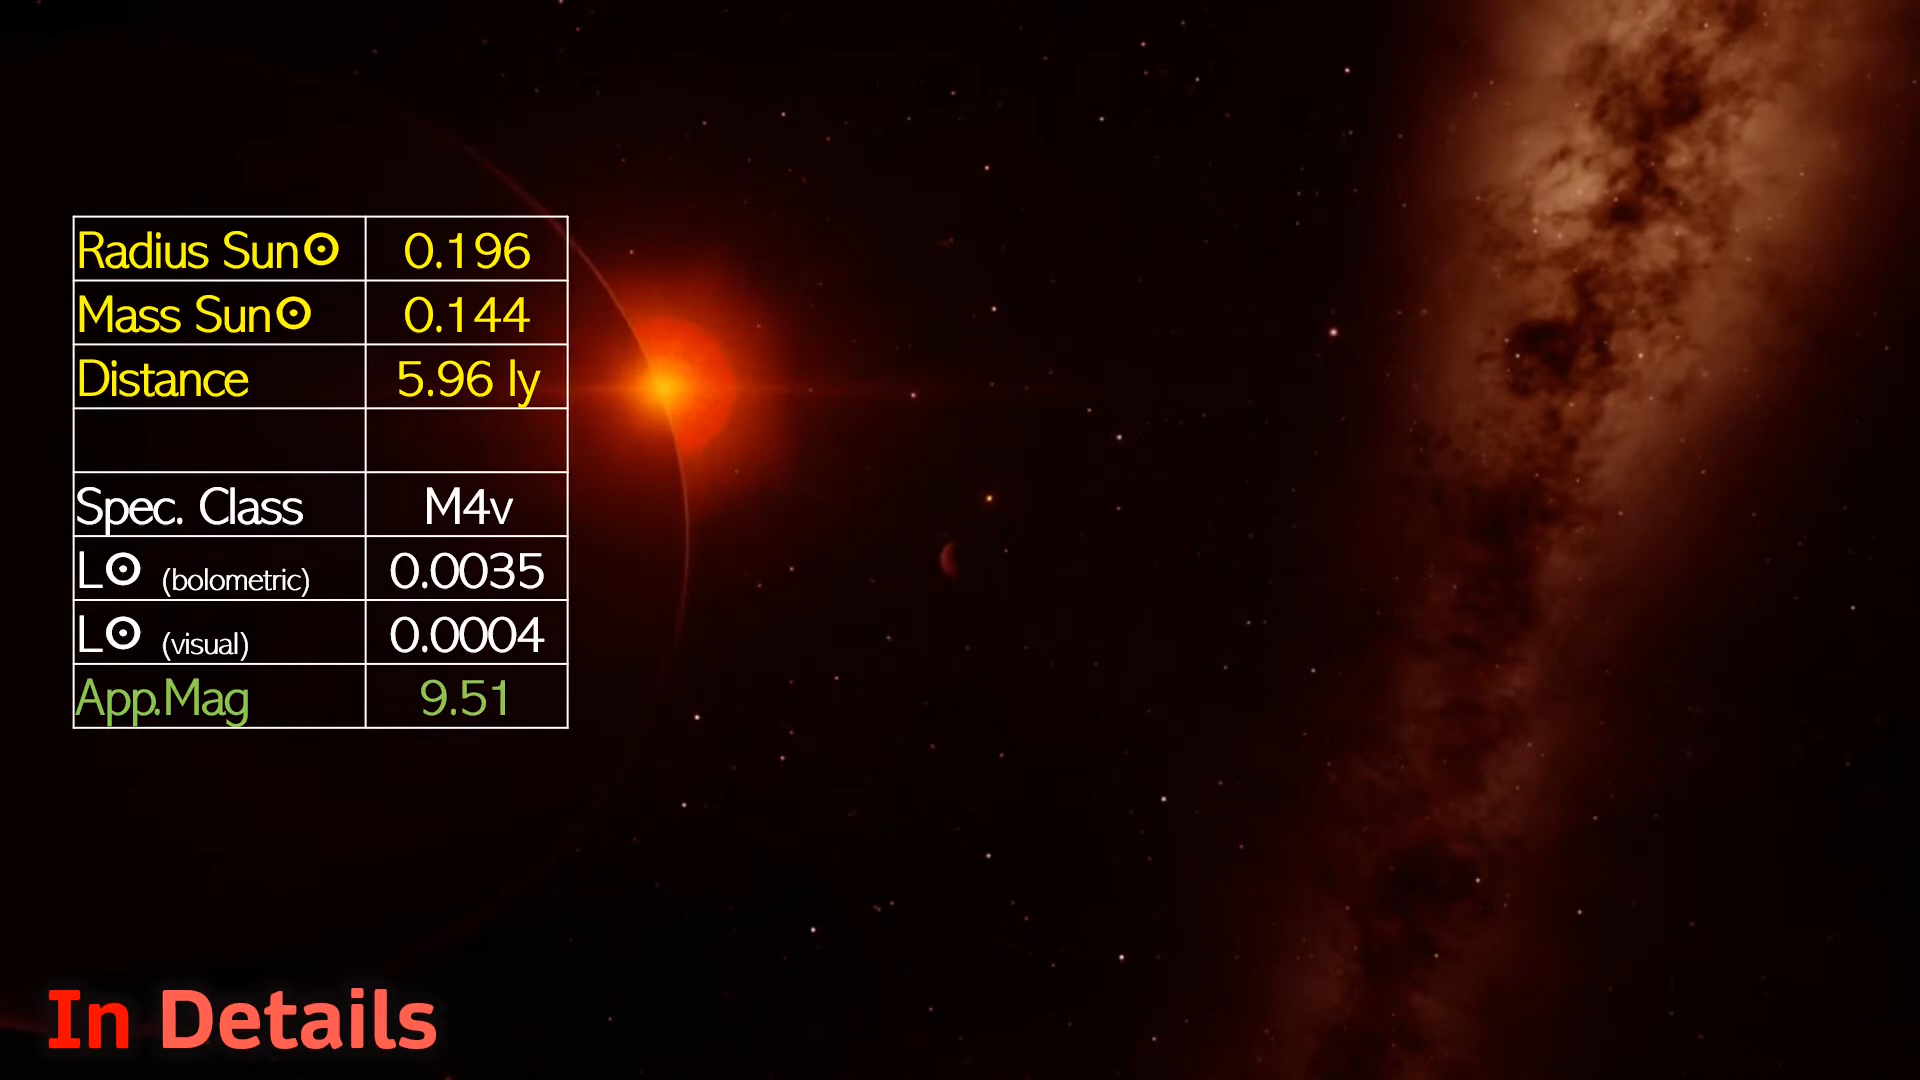 Radius Sun☉ 0.196
Mass Sun☉ 0.144
Distance 5.96 ly
Spec. Class M4v
L☉ (bolometric) 0.0035
L☉ (visual) 0.0004
App.Mag 9.51
In Details